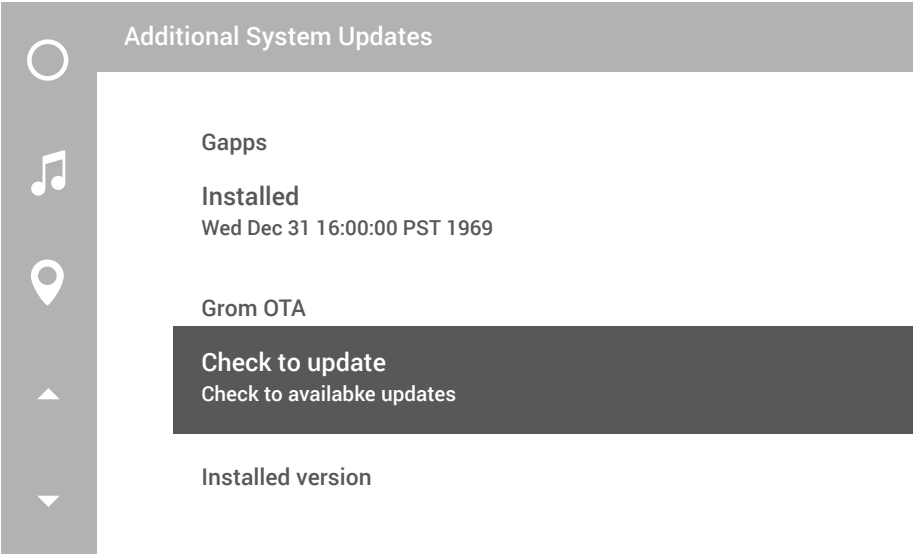 Additional System Updates
Gapps
Installed
Wed Dec 31 16:00:00 PST 1969
Grom OTA
Check to update
Check to availabke updates
Installed version